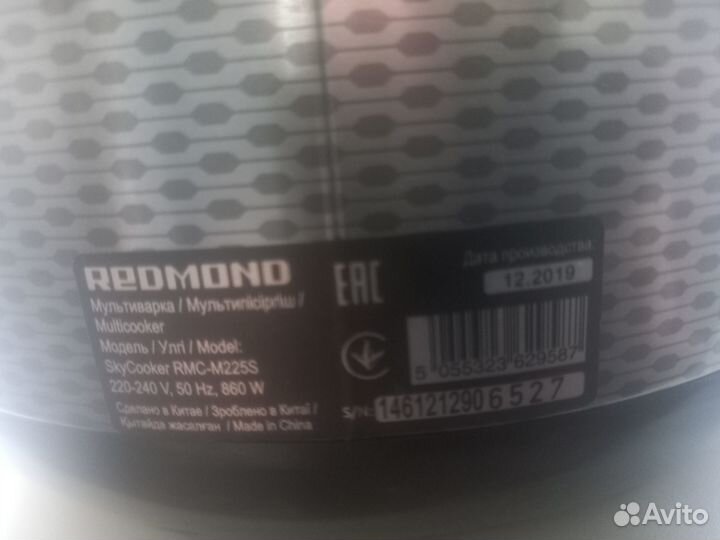 REDMOND
EAC
Дата производства:
12.2019
Мультиварка / Мультипісіргіш /
Multicooker
Модель / Үлгі / Model:
SkyCooker RMC-M225S
220-240 V, 50 Hz, 860 W
5 055323 629587
Сделано в Китае / Зроблено в Китаї /
Қытайда жасалған / Made in China
S/N: 1461212906527
Avito